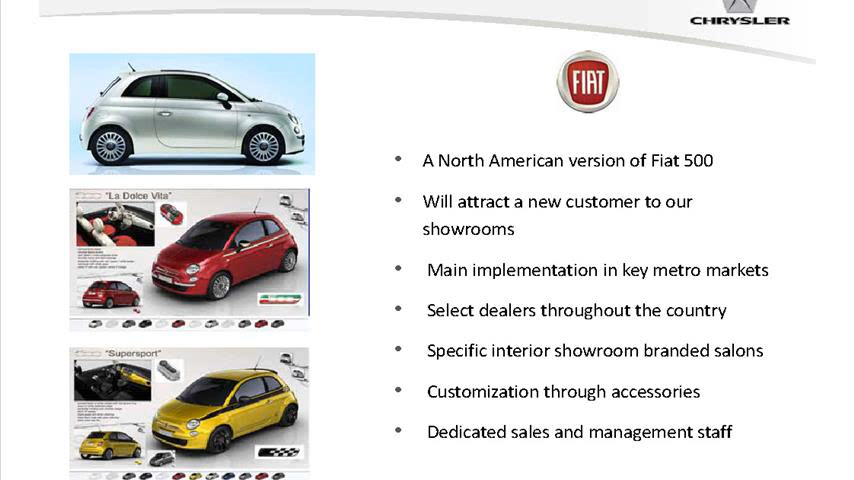 CHRYSLER
FIAT
"La Dolce Vita"
"Supersport"
• A North American version of Fiat 500
• Will attract a new customer to our
showrooms
• Main implementation in key metro markets
• Select dealers throughout the country
• Specific interior showroom branded salons
• Customization through accessories
• Dedicated sales and management staff